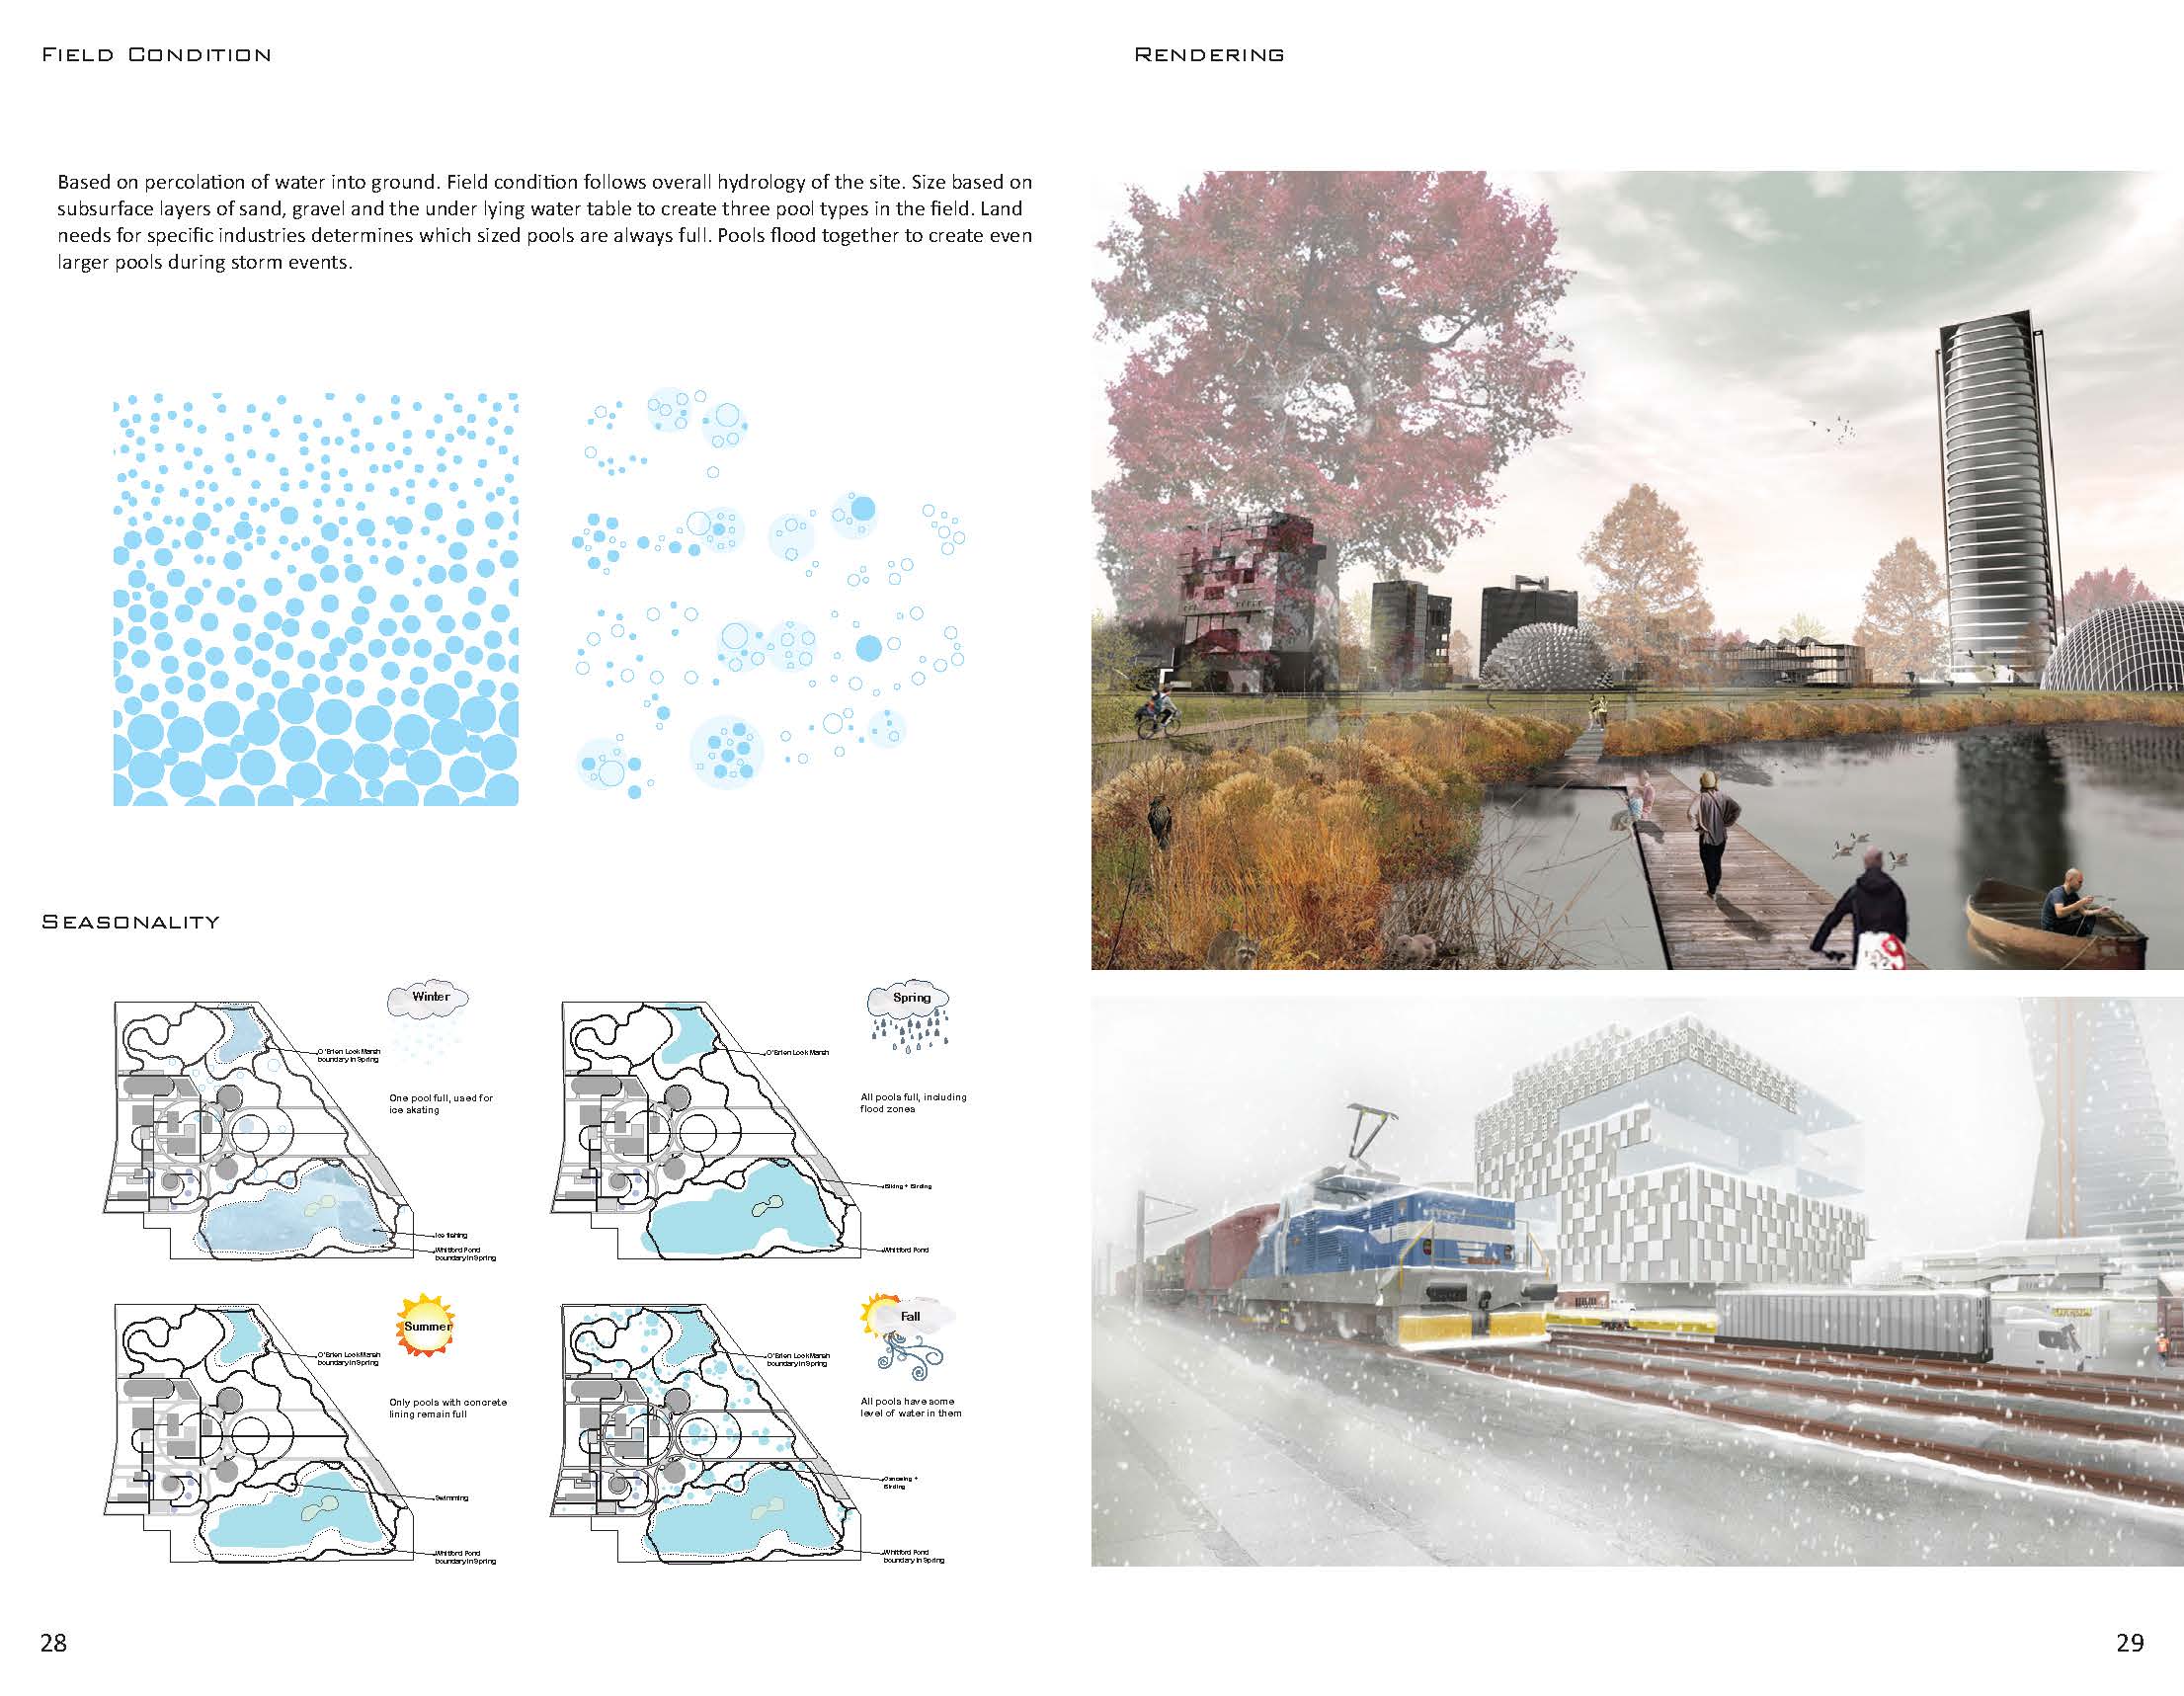 Field Condition
Based on percolation of water into ground. Field condition follows overall hydrology of the site. Size based on
subsurface layers of sand, gravel and the under lying water table to create three pool types in the field. Land
needs for specific industries determines which sized pools are always full. Pools flood together to create even
larger pools during storm events.
Seasonality
Winter
O'Brien Lock Marsh
boundary in Spring
One pool full, used for
ice skating
Ice fishing
Whitford Pond
boundary in Spring
Spring
O'Brien Lock Marsh
All pools full, including
flood zones
Biking + Birding
Whitford Pond
Summer
O'Brien Lock Marsh
boundary in Spring
Only pools with concrete
lining remain full
Swimming
Whitford Pond
boundary in Spring
Fall
O'Brien Lock Marsh
boundary in Spring
All pools have some
level of water in them
Canoeing +
Birding
Whitford Pond
boundary in Spring
28
Rendering
29